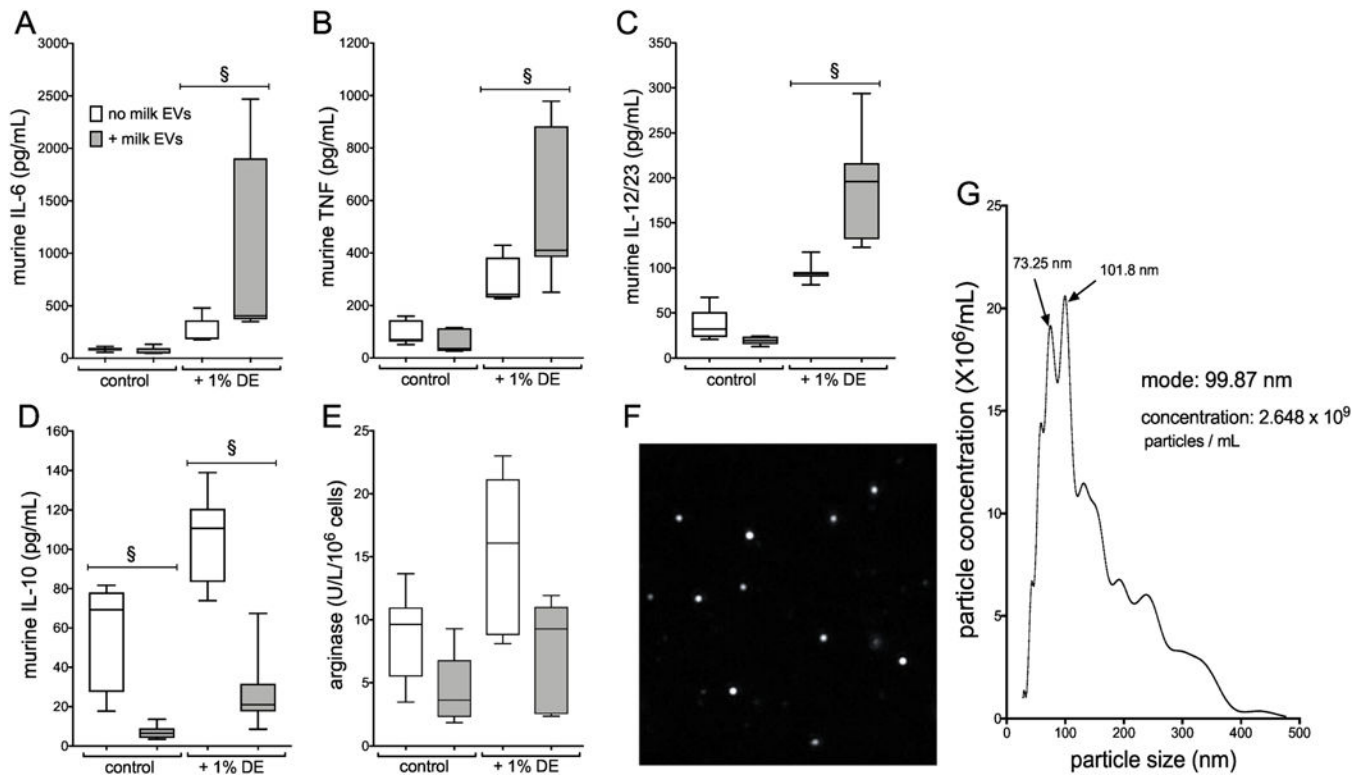 A
murine IL-6 (pg/mL)
3000
2500
2000
1500
1000
500
0
§
no milk EVs
+ milk EVs
control
+ 1% DE
B
murine TNF (pg/mL)
1200
1000
800
600
400
200
0
§
control
+ 1% DE
C
murine IL-12/23 (pg/mL)
350
300
250
200
150
100
50
0
§
control
+ 1% DE
D
murine IL-10 (pg/mL)
160
140
120
100
80
60
40
20
0
§
§
control
+ 1% DE
E
arginase (U/L/10⁶ cells)
25
20
15
10
5
0
control
+ 1% DE
F
G
particle concentration (X10⁶/mL)
25
20
15
10
5
0
73.25 nm
101.8 nm
mode: 99.87 nm
concentration: 2.648 x 10⁹
particles / mL
0 100 200 300 400 500
particle size (nm)